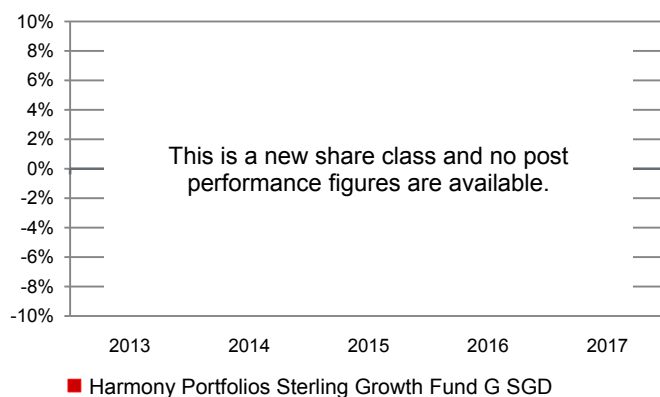 10%
8%
6%
4%
2%
0%
-2%
-4%
-6%
-8%
-10%
This is a new share class and no post
performance figures are available.
2013 2014 2015 2016 2017
Harmony Portfolios Sterling Growth Fund G SGD